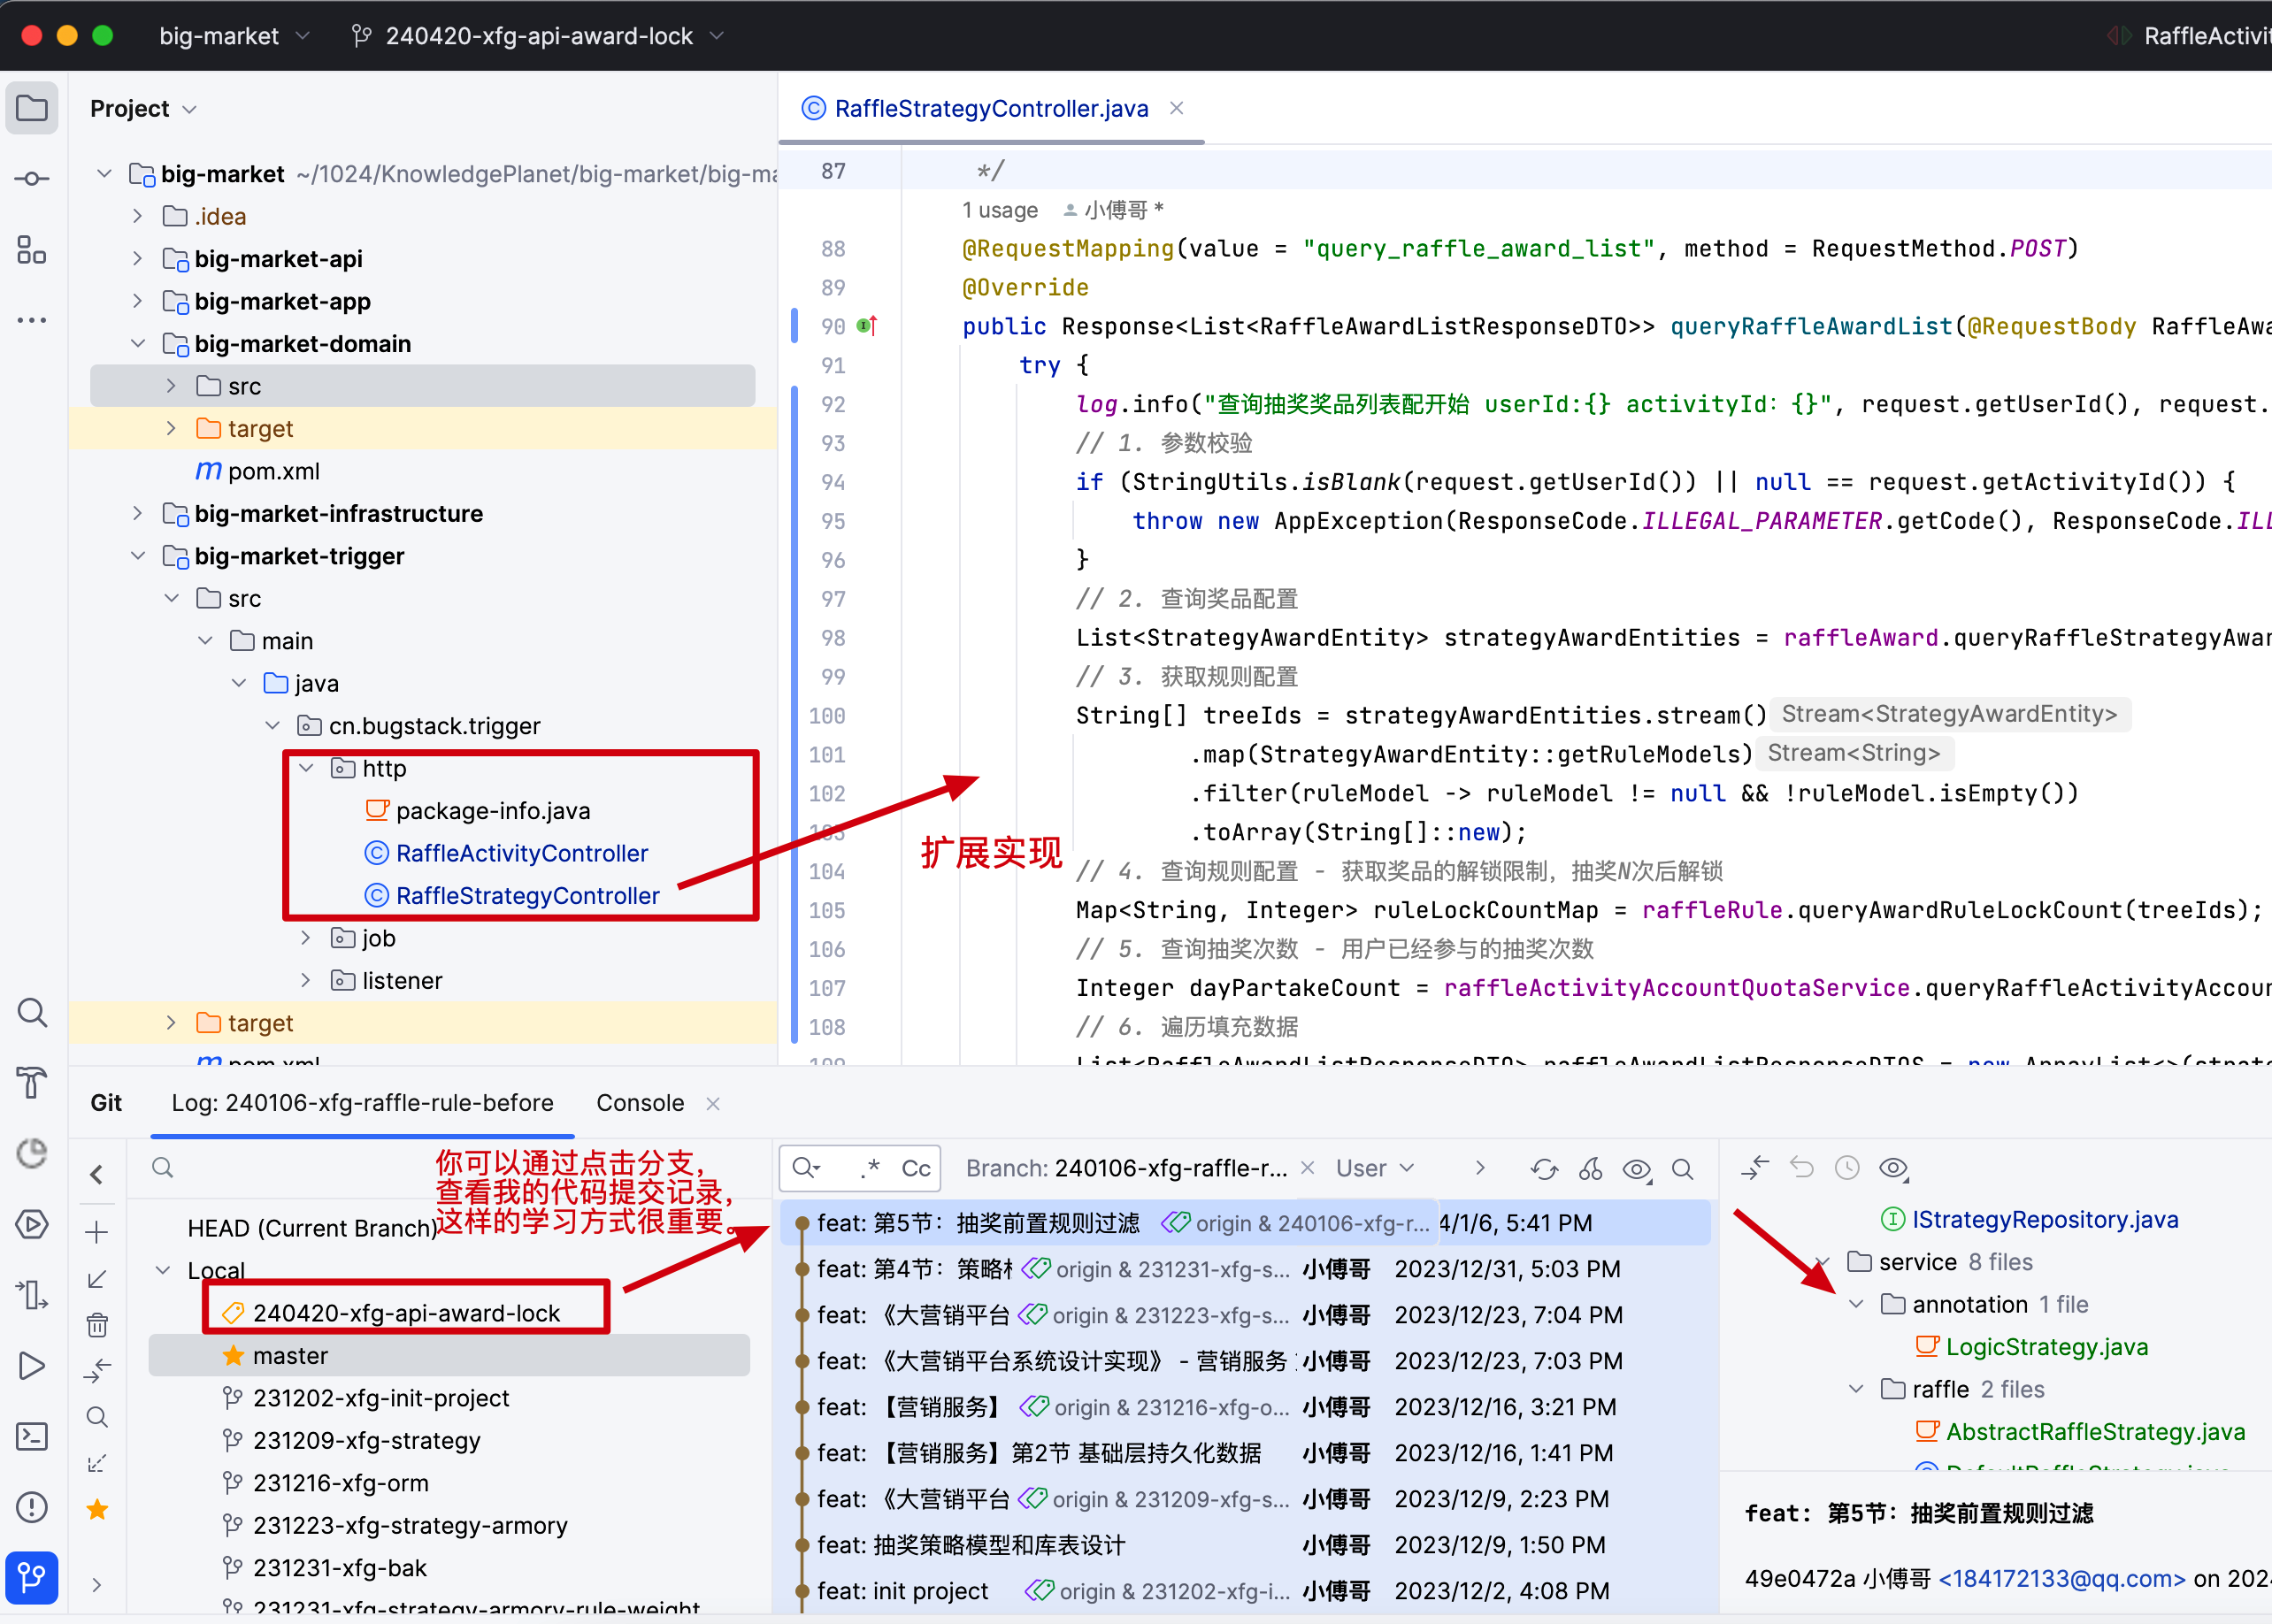 big-market
240420-xfg-api-award-lock
RaffleActivit
Project
RaffleStrategyController.java
big-market ~/1024/KnowledgePlanet/big-market/big-ma
.idea
big-market-api
big-market-app
big-market-domain
src
target
pom.xml
big-market-infrastructure
big-market-trigger
src
main
java
cn.bugstack.trigger
http
package-info.java
RaffleActivityController
RaffleStrategyController
job
listener
target
pom.xml
87 */
1 usage 小傅哥 *
88 @RequestMapping(value = "query_raffle_award_list", method = RequestMethod.POST)
89 @Override
90 public Response<List<RaffleAwardListResponseDTO>> queryRaffleAwardList(@RequestBody RaffleAwa
91 try {
92 log.info("查询抽奖奖品列表配开始 userId:{} activityId: {}", request.getUserId(), request.
93 // 1. 参数校验
94 if (StringUtils.isBlank(request.getUserId()) || null == request.getActivityId()) {
95 throw new AppException(ResponseCode.ILLEGAL_PARAMETER.getCode(), ResponseCode.ILL
96 }
97 // 2. 查询奖品配置
98 List<StrategyAwardEntity> strategyAwardEntities = raffleAward.queryRaffleStrategyAwar
99 // 3. 获取规则配置
100 String[] treeIds = strategyAwardEntities.stream() Stream<StrategyAwardEntity>
101 .map(StrategyAwardEntity::getRuleModels) Stream<String>
102 .filter(ruleModel -> ruleModel != null && !ruleModel.isEmpty())
103 .toArray(String[]::new);
扩展实现
104 // 4. 查询规则配置 - 获取奖品的解锁限制，抽奖N次后解锁
105 Map<String, Integer> ruleLockCountMap = raffleRule.queryAwardRuleLockCount(treeIds);
106 // 5. 查询抽奖次数 - 用户已经参与的抽奖次数
107 Integer dayPartakeCount = raffleActivityAccountQuotaService.queryRaffleActivityAccoun
108 // 6. 遍历填充数据
109 List<RaffleAwardListResponseDTO> raffleAwardListResponseDTOS = new ArrayList<>(strate
Git
Log: 240106-xfg-raffle-rule-before
Console
你可以通过点击分支，
查看我的代码提交记录，
这样的学习方式很重要。
HEAD (Current Branch)
Local
240420-xfg-api-award-lock
master
231202-xfg-init-project
231209-xfg-strategy
231216-xfg-orm
231223-xfg-strategy-armory
231231-xfg-bak
231231-xfg-strategy-armory-rule-weight
.* Cc
Branch: 240106-xfg-raffle-r...
User
feat: 第5节：抽奖前置规则过滤 origin & 240106-xfg-r... 4/1/6, 5:41 PM
feat: 第4节：策略 origin & 231231-xfg-s... 小傅哥 2023/12/31, 5:03 PM
feat: 《大营销平台 origin & 231223-xfg-s... 小傅哥 2023/12/23, 7:04 PM
feat: 《大营销平台系统设计实现》 - 营销服务 小傅哥 2023/12/23, 7:03 PM
feat: 【营销服务】 origin & 231216-xfg-o... 小傅哥 2023/12/16, 3:21 PM
feat: 【营销服务】第2节 基础层持久化数据 小傅哥 2023/12/16, 1:41 PM
feat: 《大营销平台 origin & 231209-xfg-s... 小傅哥 2023/12/9, 2:23 PM
feat: 抽奖策略模型和库表设计 小傅哥 2023/12/9, 1:50 PM
feat: init project origin & 231202-xfg-i... 小傅哥 2023/12/2, 4:08 PM
IStrategyRepository.java
service 8 files
annotation 1 file
LogicStrategy.java
raffle 2 files
AbstractRaffleStrategy.java
DefaultRaffleStrategy.java
feat: 第5节：抽奖前置规则过滤
49e0472a 小傅哥 <184172133@qq.com> on 2024